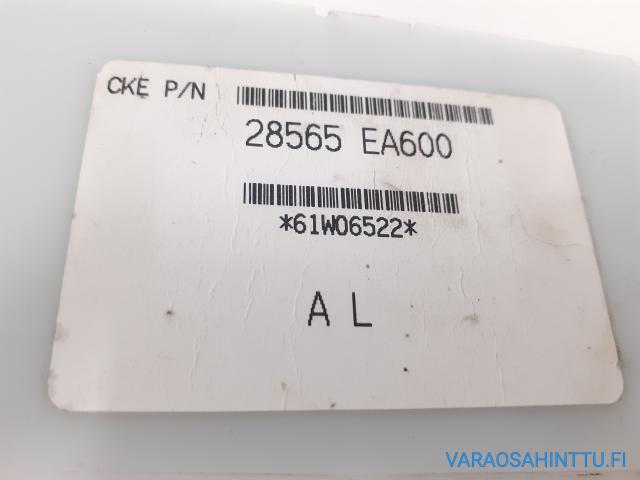 CKE P/N
28565 EA600
*61W06522*
A L
VARAOSAHINTTU.FI